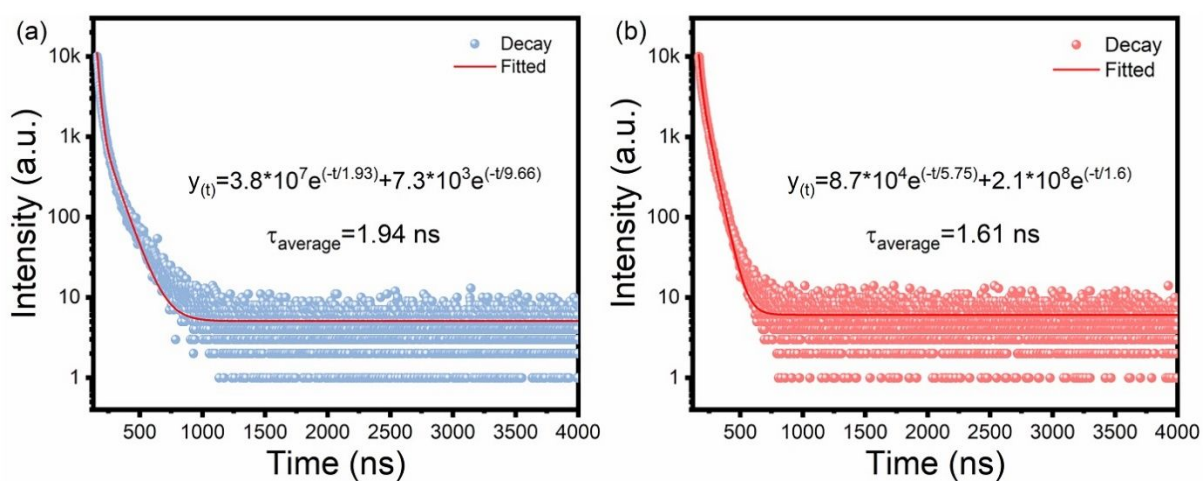 (a)
Decay
Fitted
10k
1k
100
10
1
Intensity (a.u.)
y(t)=3.8*10^7e^(-t/1.93)+7.3*10^3e^(-t/9.66)
τaverage=1.94 ns
500 1000 1500 2000 2500 3000 3500 4000
Time (ns)
(b)
Decay
Fitted
10k
1k
100
10
1
Intensity (a.u.)
y(t)=8.7*10^4e^(-t/5.75)+2.1*10^8e^(-t/1.6)
τaverage=1.61 ns
500 1000 1500 2000 2500 3000 3500 4000
Time (ns)